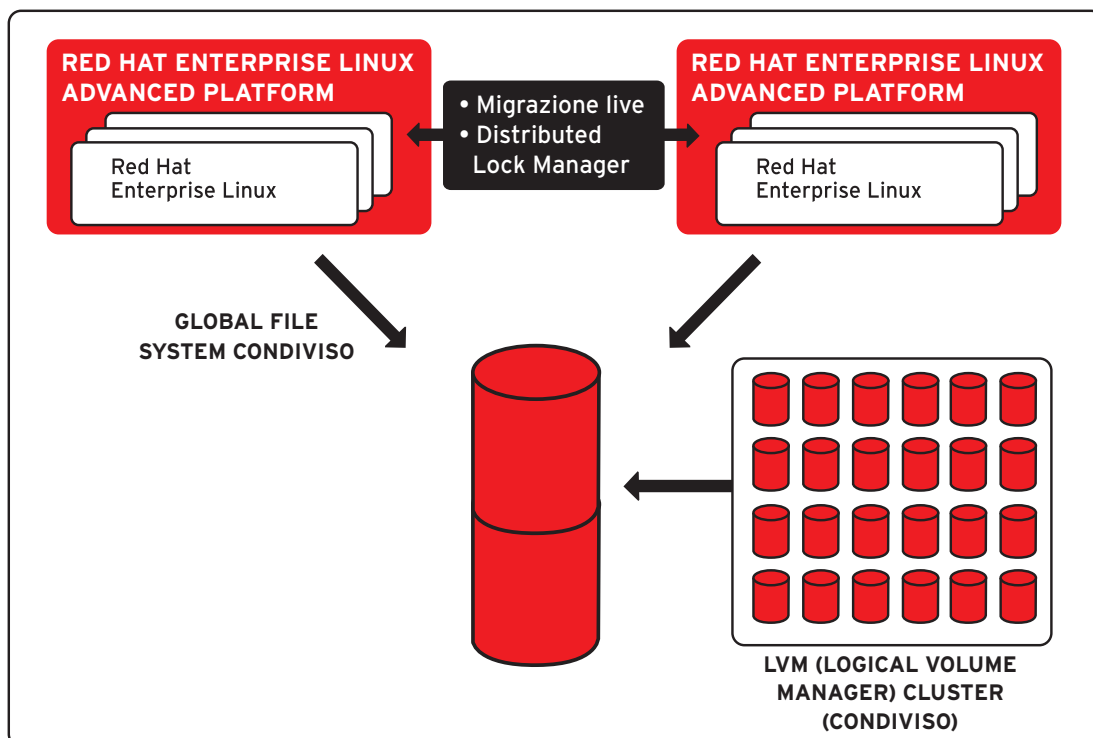 RED HAT ENTERPRISE LINUX
ADVANCED PLATFORM
Red Hat
Enterprise Linux
• Migrazione live
• Distributed
Lock Manager
RED HAT ENTERPRISE LINUX
ADVANCED PLATFORM
Red Hat
Enterprise Linux
GLOBAL FILE
SYSTEM CONDIVISO
LVM (LOGICAL VOLUME
MANAGER) CLUSTER
(CONDIVISO)